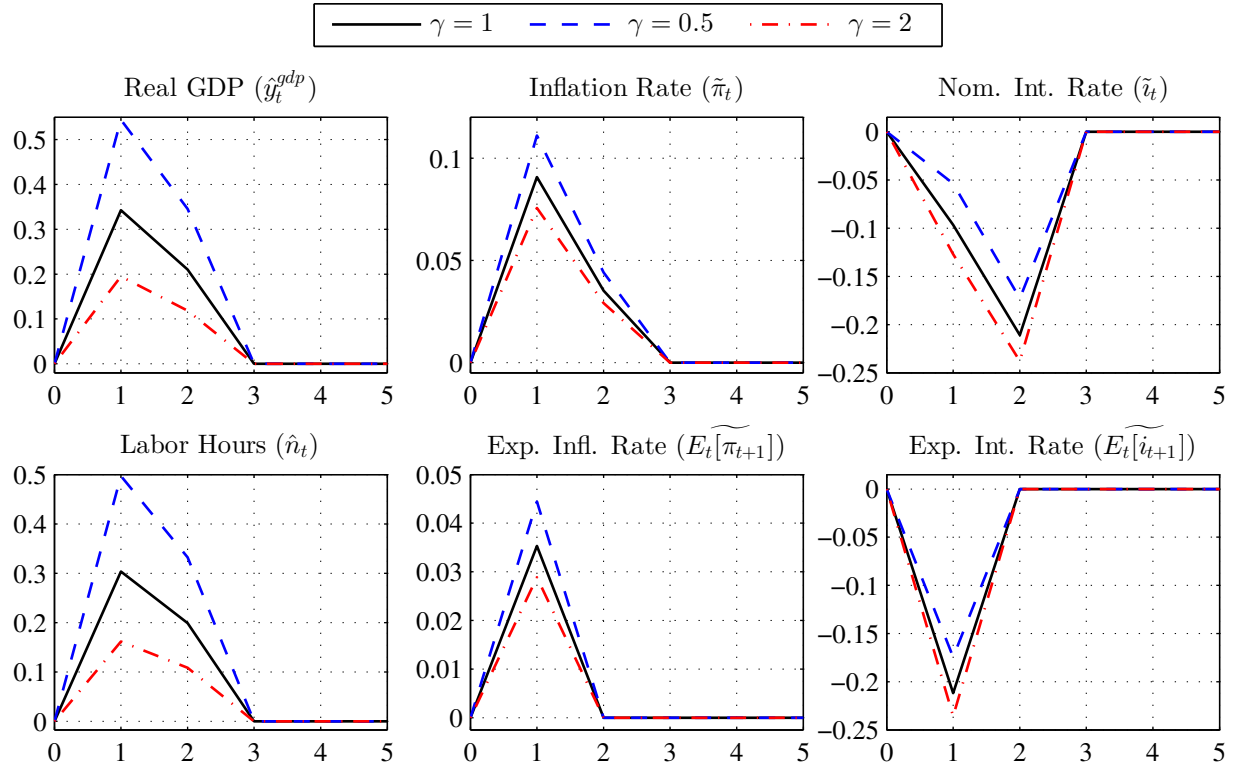 γ = 1 γ = 0.5 γ = 2
Real GDP (ŷ_t^{gdp})
0.5
0.4
0.3
0.2
0.1
0
0 1 2 3 4 5
Inflation Rate (π̃_t)
0.1
0.05
0
0 1 2 3 4 5
Nom. Int. Rate (ĩ_t)
0
−0.05
−0.1
−0.15
−0.2
−0.25
0 1 2 3 4 5
Labor Hours (n̂_t)
0.5
0.4
0.3
0.2
0.1
0
0 1 2 3 4 5
Exp. Infl. Rate (E_t[π_{t+1}])
0.05
0.04
0.03
0.02
0.01
0
0 1 2 3 4 5
Exp. Int. Rate (E_t[i_{t+1}])
0
−0.05
−0.1
−0.15
−0.2
−0.25
0 1 2 3 4 5